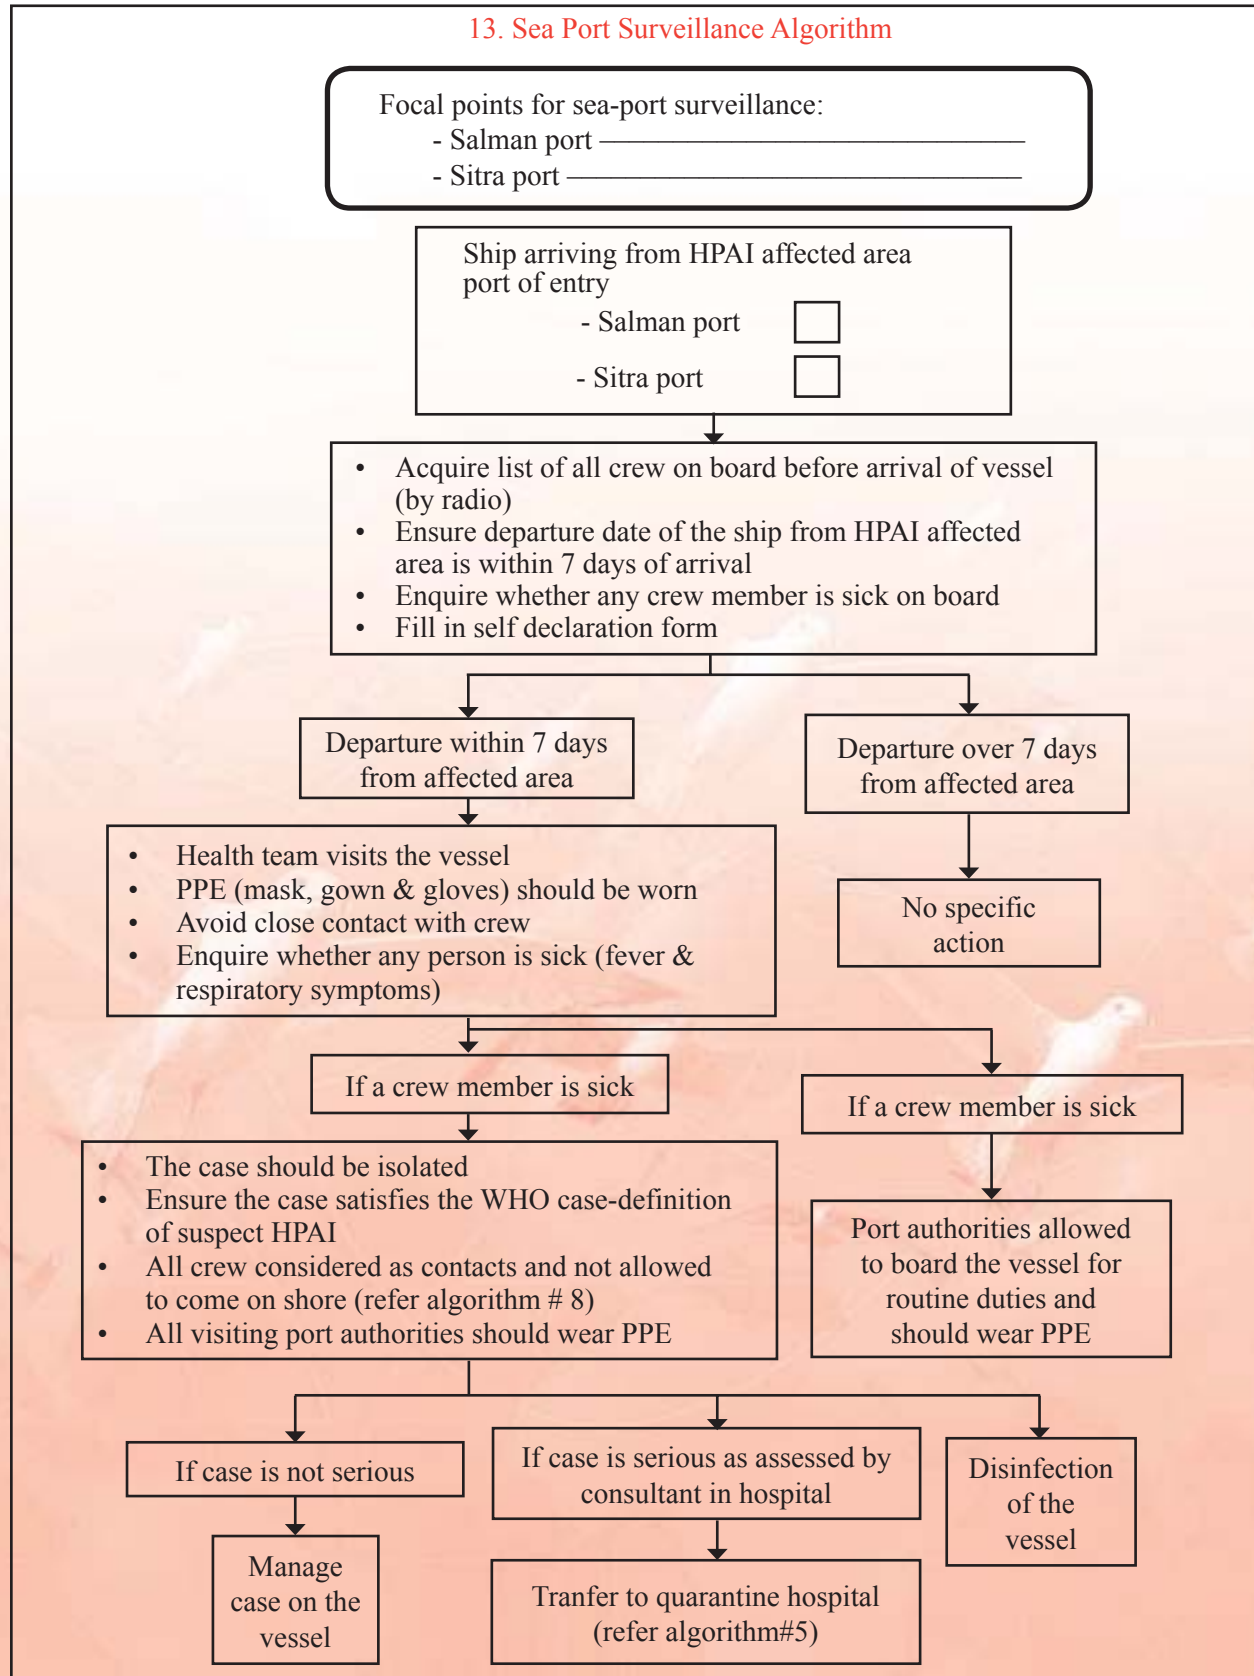 13. Sea Port Surveillance Algorithm
Focal points for sea-port surveillance:
- Salman port
- Sitra port
Ship arriving from HPAI affected area
port of entry
- Salman port
- Sitra port
• Acquire list of all crew on board before arrival of vessel
(by radio)
• Ensure departure date of the ship from HPAI affected
area is within 7 days of arrival
• Enquire whether any crew member is sick on board
• Fill in self declaration form
Departure within 7 days
from affected area
Departure over 7 days
from affected area
• Health team visits the vessel
• PPE (mask, gown & gloves) should be worn
• Avoid close contact with crew
• Enquire whether any person is sick (fever &
respiratory symptoms)
No specific
action
If a crew member is sick
If a crew member is sick
• The case should be isolated
• Ensure the case satisfies the WHO case-definition
of suspect HPAI
• All crew considered as contacts and not allowed
to come on shore (refer algorithm # 8)
• All visiting port authorities should wear PPE
Port authorities allowed
to board the vessel for
routine duties and
should wear PPE
If case is not serious
If case is serious as assessed by
consultant in hospital
Disinfection
of the
vessel
Manage
case on the
vessel
Tranfer to quarantine hospital
(refer algorithm#5)